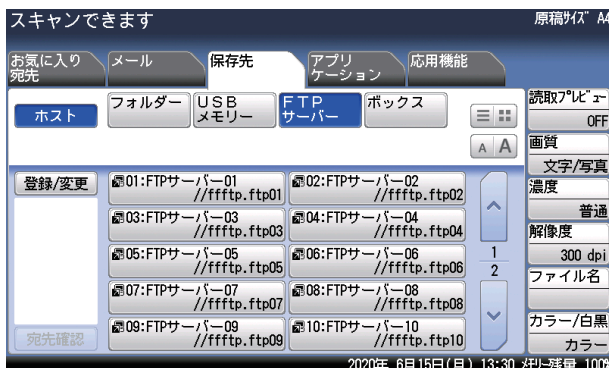 スキャンできます
原稿ｻｲｽﾞ A4
お気に入り
宛先
メール
保存先
アプリ
ケーション
応用機能
ホスト
フォルダー
USB
メモリー
FTP
サーバー
ボックス
A A
登録/変更
01:FTPサーバー01
//ffftp.ftp01
02:FTPサーバー02
//ffftp.ftp02
03:FTPサーバー03
//ffftp.ftp03
04:FTPサーバー04
//ffftp.ftp04
05:FTPサーバー05
//ffftp.ftp05
06:FTPサーバー06
//ffftp.ftp06
07:FTPサーバー07
//ffftp.ftp07
08:FTPサーバー08
//ffftp.ftp08
09:FTPサーバー09
//ffftp.ftp09
10:FTPサーバー10
//ffftp.ftp10
1
2
宛先確認
読取ﾌﾟﾚﾋﾞｭｰ
OFF
画質
文字/写真
濃度
普通
解像度
300 dpi
ファイル名
カラー/白黒
カラー
2020年 6月15日(月) 13:30 ﾒﾓﾘｰ残量 100%